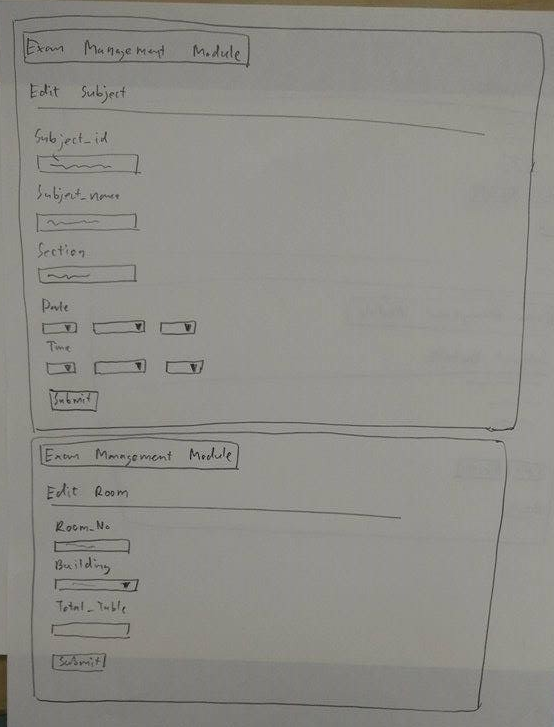 Exam Management Module
Edit Subject
Subject_id
Subject_name
Section
Date
Time
Submit
Exam Management Module
Edit Room
Room_No
Building
Total_Table
Submit